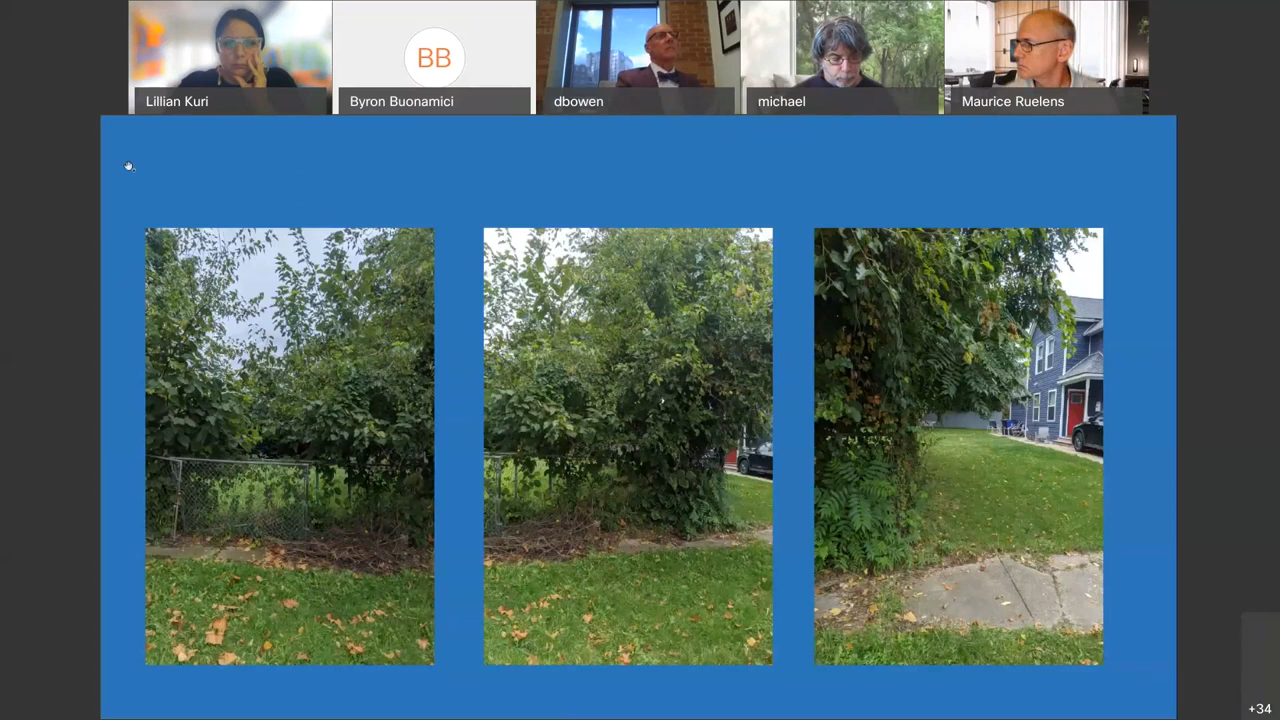 BB
Lillian Kuri
Byron Buonamici
dbowen
michael
Maurice Ruelens
+34